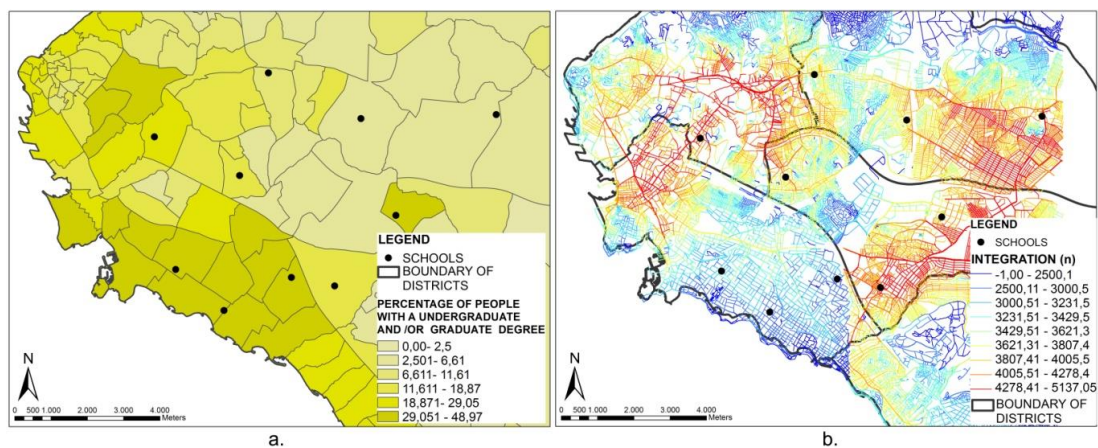 LEGEND
SCHOOLS
BOUNDARY OF
DISTRICTS
PERCENTAGE OF PEOPLE
WITH A UNDERGRADUATE
AND /OR GRADUATE DEGREE
0,00- 2,5
2,501- 6,61
6,611- 11,61
11,611 - 18,87
18,871- 29,05
29,051 - 48,97
N
0 500 1.000 2.000 3.000 4.000
Meters
a.
LEGEND
SCHOOLS
INTEGRATION (n)
-1,00 - 2500,1
2500,11 - 3000,5
3000,51 - 3231,5
3231,51 - 3429,5
3429,51 - 3621,3
3621,31 - 3807,4
3807,41 - 4005,5
4005,51 - 4278,4
4278,41 - 5137,05
BOUNDARY OF
DISTRICTS
N
0 500 1.000 2.000 3.000 4.000
Meters
b.